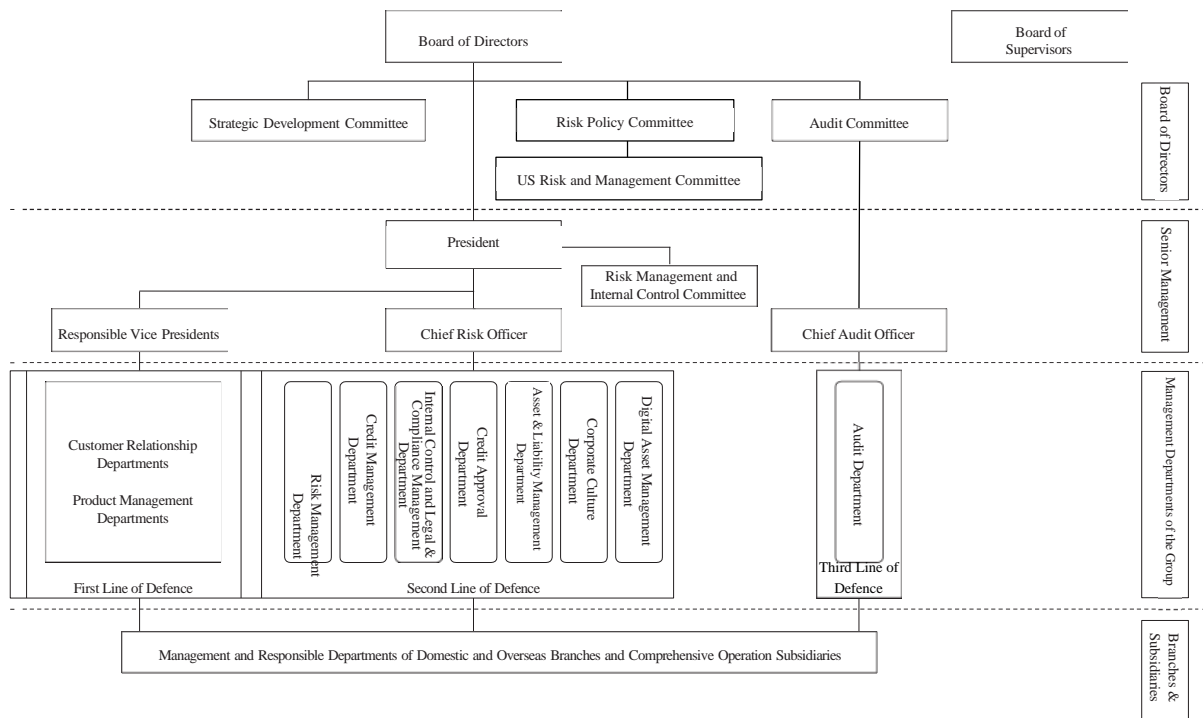 Board of Directors
Board of
Supervisors
Strategic Development Committee
Risk Policy Committee
Audit Committee
US Risk and Management Committee
Board of
Directors
President
Risk Management and
Internal Control Committee
Responsible Vice Presidents
Chief Risk Officer
Chief Audit Officer
Senior Management
Customer Relationship
Departments
Product Management
Departments
First Line of Defence
Risk Management
Department
Credit Management
Department
Internal Control and Legal &
Compliance Management
Department
Credit Approval
Department
Asset & Liability Management
Department
Corporate Culture
Department
Digital Asset Management
Department
Second Line of Defence
Audit Department
Third Line of
Defence
Management Departments of the Group
Management and Responsible Departments of Domestic and Overseas Branches and Comprehensive Operation Subsidiaries
Branches &
Subsidiaries